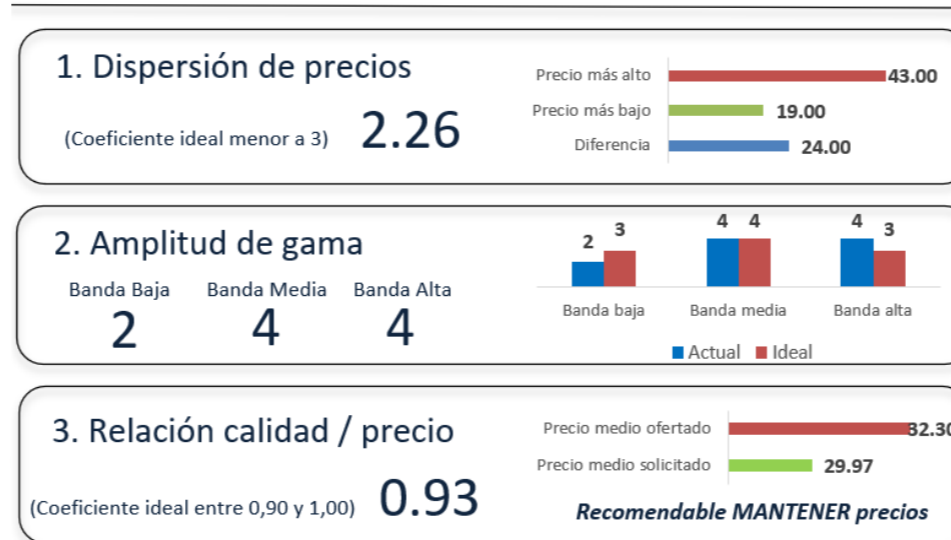 1. Dispersión de precios
(Coeficiente ideal menor a 3) 2.26
Precio más alto 43.00
Precio más bajo 19.00
Diferencia 24.00
2. Amplitud de gama
Banda Baja Banda Media Banda Alta
2 4 4
2 3 4 4 4 3
Banda baja Banda media Banda alta
Actual Ideal
3. Relación calidad / precio
(Coeficiente ideal entre 0,90 y 1,00) 0.93
Precio medio ofertado 32.30
Precio medio solicitado 29.97
Recomendable MANTENER precios